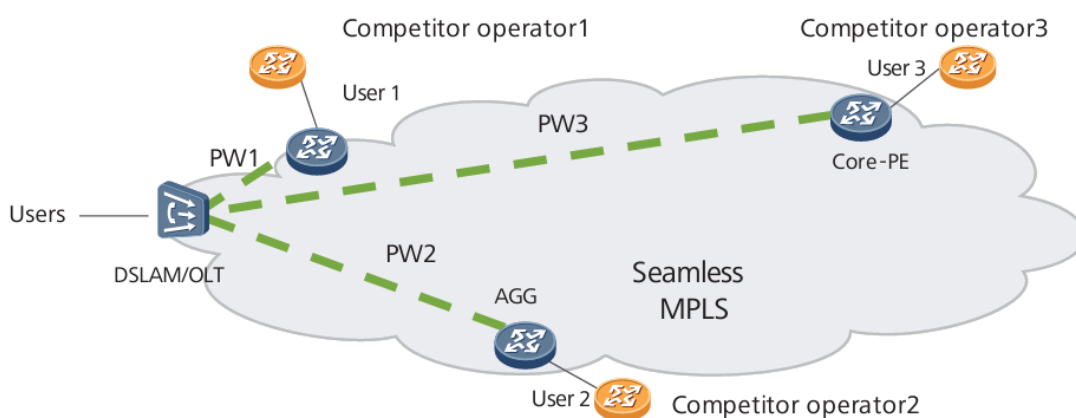 Competitor operator1
Competitor operator3
User 3
User 1
PW3
PW1
Core-PE
Users
PW2
DSLAM/OLT
Seamless
MPLS
AGG
User 2
Competitor operator2